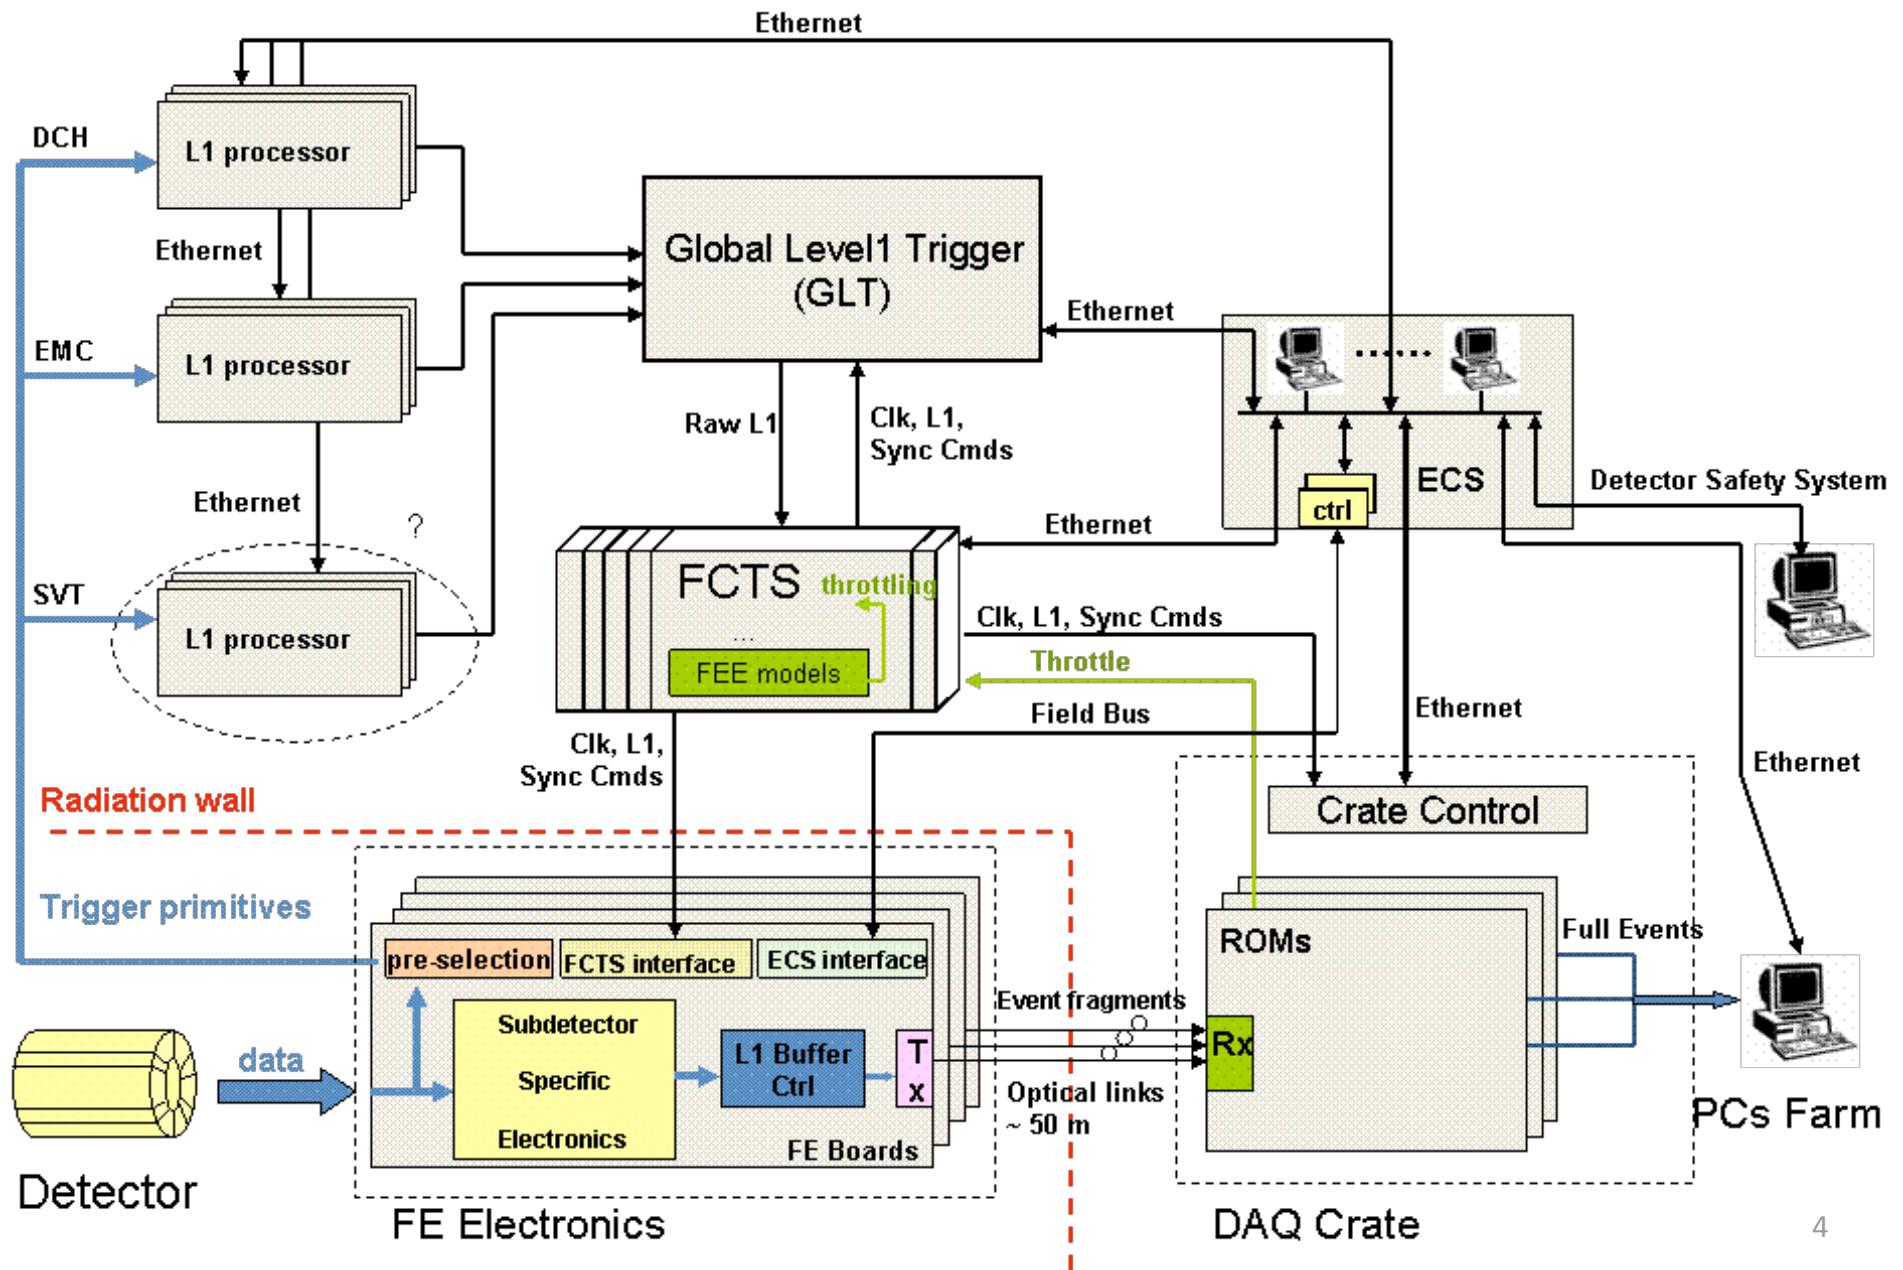 Ethernet
DCH
L1 processor
Ethernet
Global Level1 Trigger
(GLT)
EMC
L1 processor
Ethernet
Raw L1
Clk, L1,
Sync Cmds
ECS
ctrl
Detector Safety System
Ethernet
?
SVT
L1 processor
Ethernet
FCTS
throttling
...
FEE models
Clk, L1, Sync Cmds
Throttle
Field Bus
Ethernet
Clk, L1,
Sync Cmds
Ethernet
Radiation wall
Crate Control
Trigger primitives
pre-selection
FCTS interface
ECS interface
ROMs
Full Events
Event fragments
Subdetector
Specific
Electronics
L1 Buffer
Ctrl
T
x
Rx
data
Optical links
~ 50 m
FE Boards
PCs Farm
Detector
FE Electronics
DAQ Crate
4